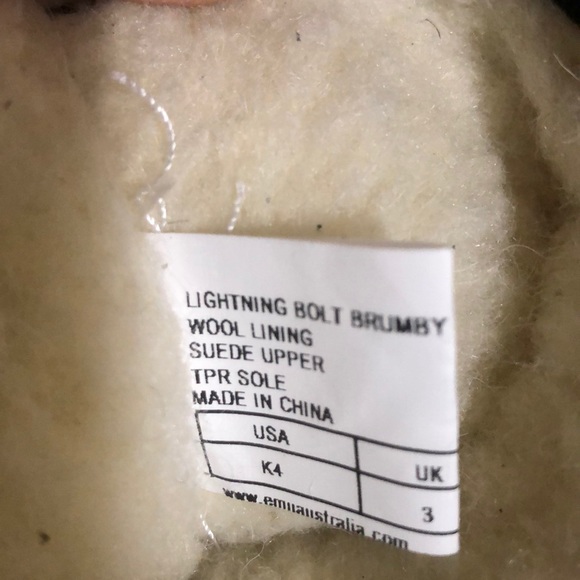 LIGHTNING BOLT BRUMBY
WOOL LINING
SUEDE UPPER
TPR SOLE
MADE IN CHINA
USA UK
K4 3
www.emuaustralia.com